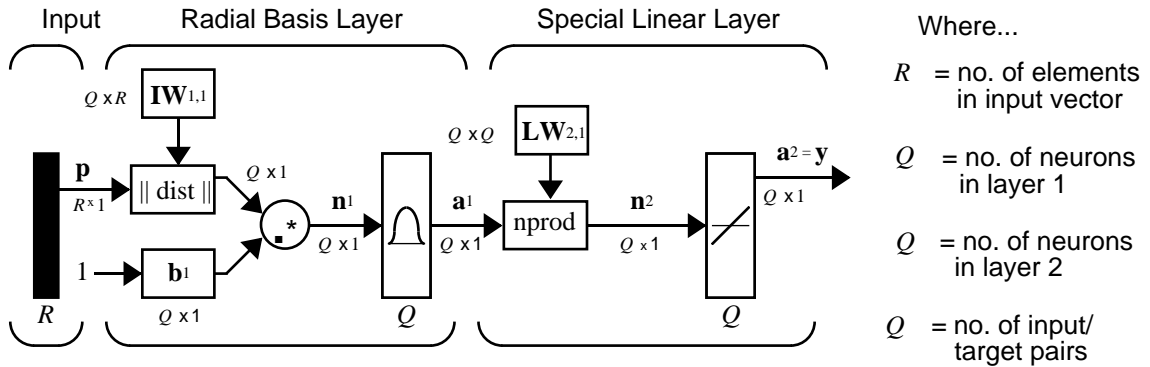 Input
Radial Basis Layer
Special Linear Layer
Where...
Q x R
IW1,1
p
R x 1
|| dist ||
Q x 1
.*
1
b1
Q x 1
n1
Q x 1
a1
Q x 1
Q x Q
LW2,1
nprod
n2
Q x 1
a2 = y
Q x 1
R
Q
Q
R = no. of elements
in input vector
Q = no. of neurons
in layer 1
Q = no. of neurons
in layer 2
Q = no. of input/
target pairs